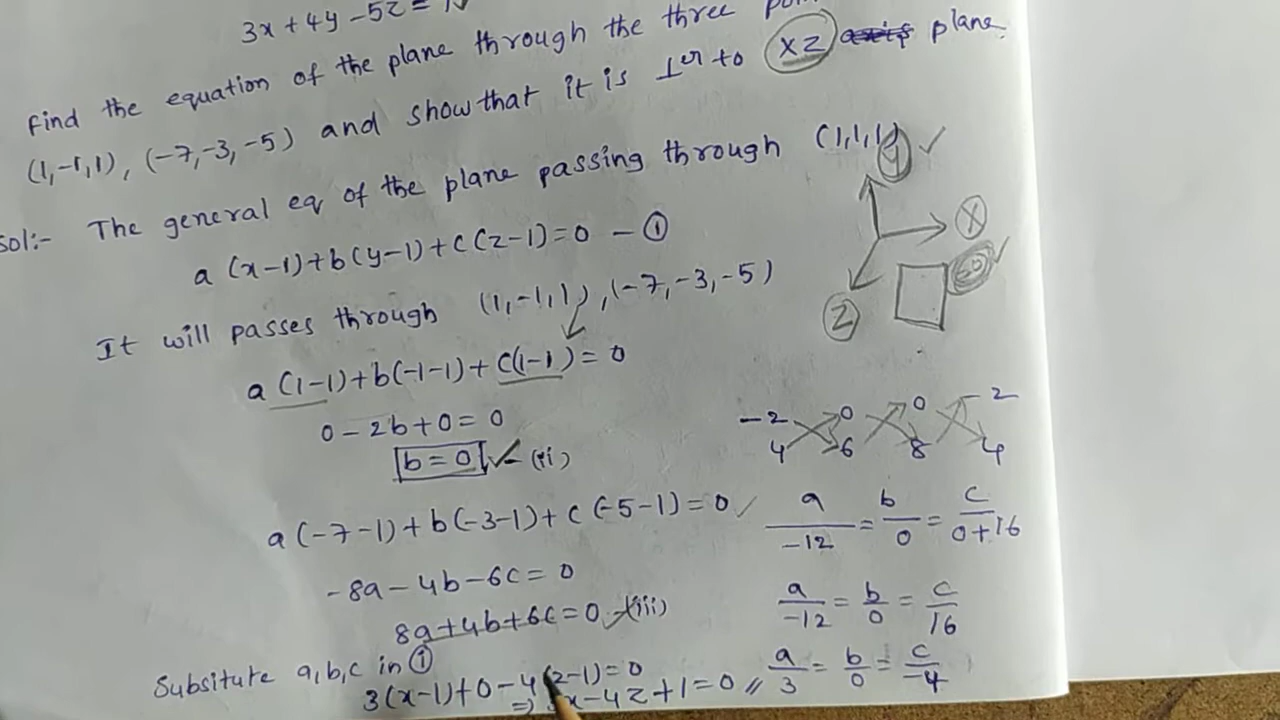 3x + 4y - 5z =
Find the equation of the plane through the three
(1,-1,1), (-7,-3,-5) and show that it is ⊥er to XZ plane.
Sol:- The general eq of the plane passing through (1,1,1)
a (x-1)+b(y-1)+c(z-1)=0 - ①
It will passes through (1,-1,1), (-7,-3,-5)
a (1-1)+b(-1-1)+c(1-1)=0
0-2b+0=0
b=0 - (ii)
a(-7-1)+b(-3-1)+c(-5-1)=0
-8a-4b-6c=0
8a+4b+6c=0 -(iii)
Subsitute a,b,c in ①
3(x-1)+0-4(z-1)=0
⇒ x-4z+1=0 //
y
X
90
Z
-2 0 0 -2
4 6 8 4
a/-12 = b/0 = c/0+16
a/-12 = b/0 = c/16
a/3 = b/0 = c/-4